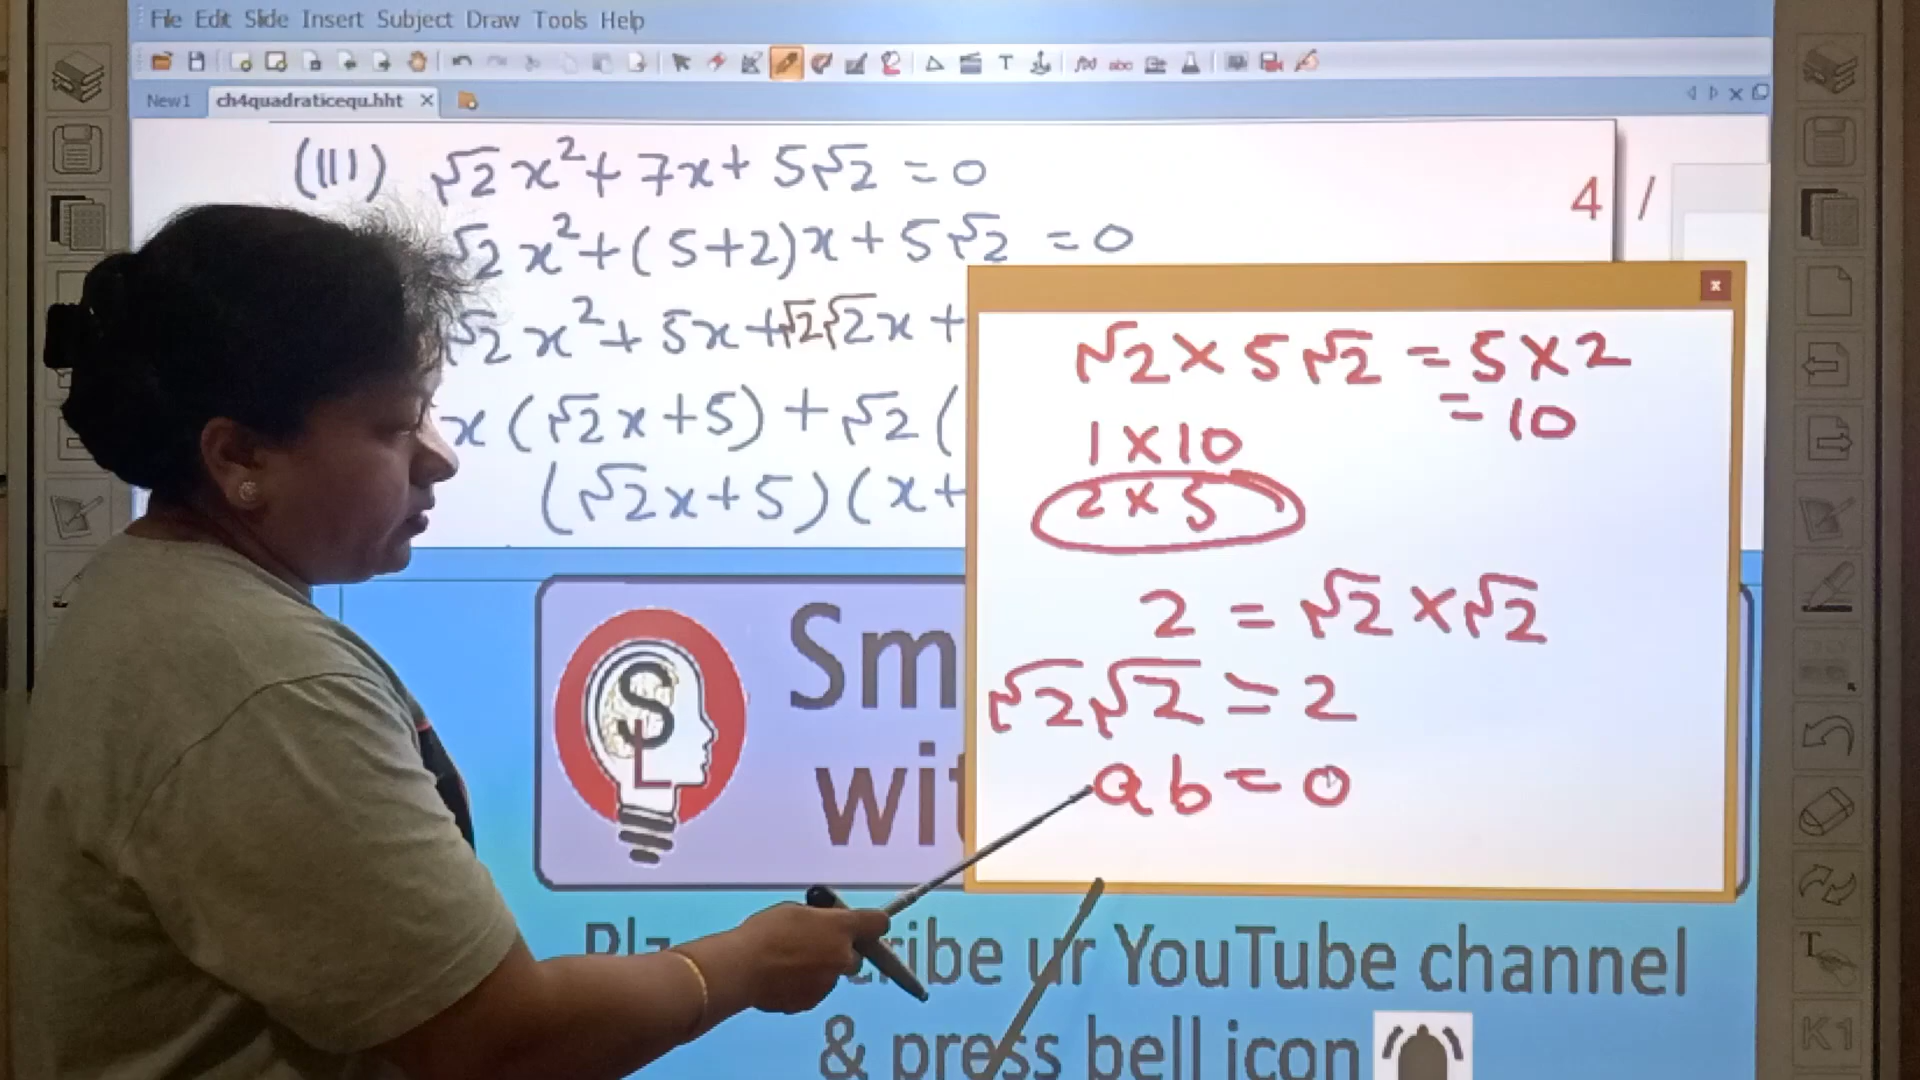 File Edit Slide Insert Subject Draw Tools Help
New1 ch4quadraticequ.hht
4 /
(III) √2 x² + 7x + 5√2 = 0
√2 x² + (5+2)x + 5√2 = 0
√2 x² + 5x + √2√2x +
x (√2x + 5) + √2 (
(√2x + 5) (x +
√2 × 5√2 = 5 × 2
= 10
1 × 10
2 × 5
2 = √2 × √2
√2√2 = 2
ab = 0
S
L
Sm
wit
ur YouTube channel
& press bell icon
T
abc
K1